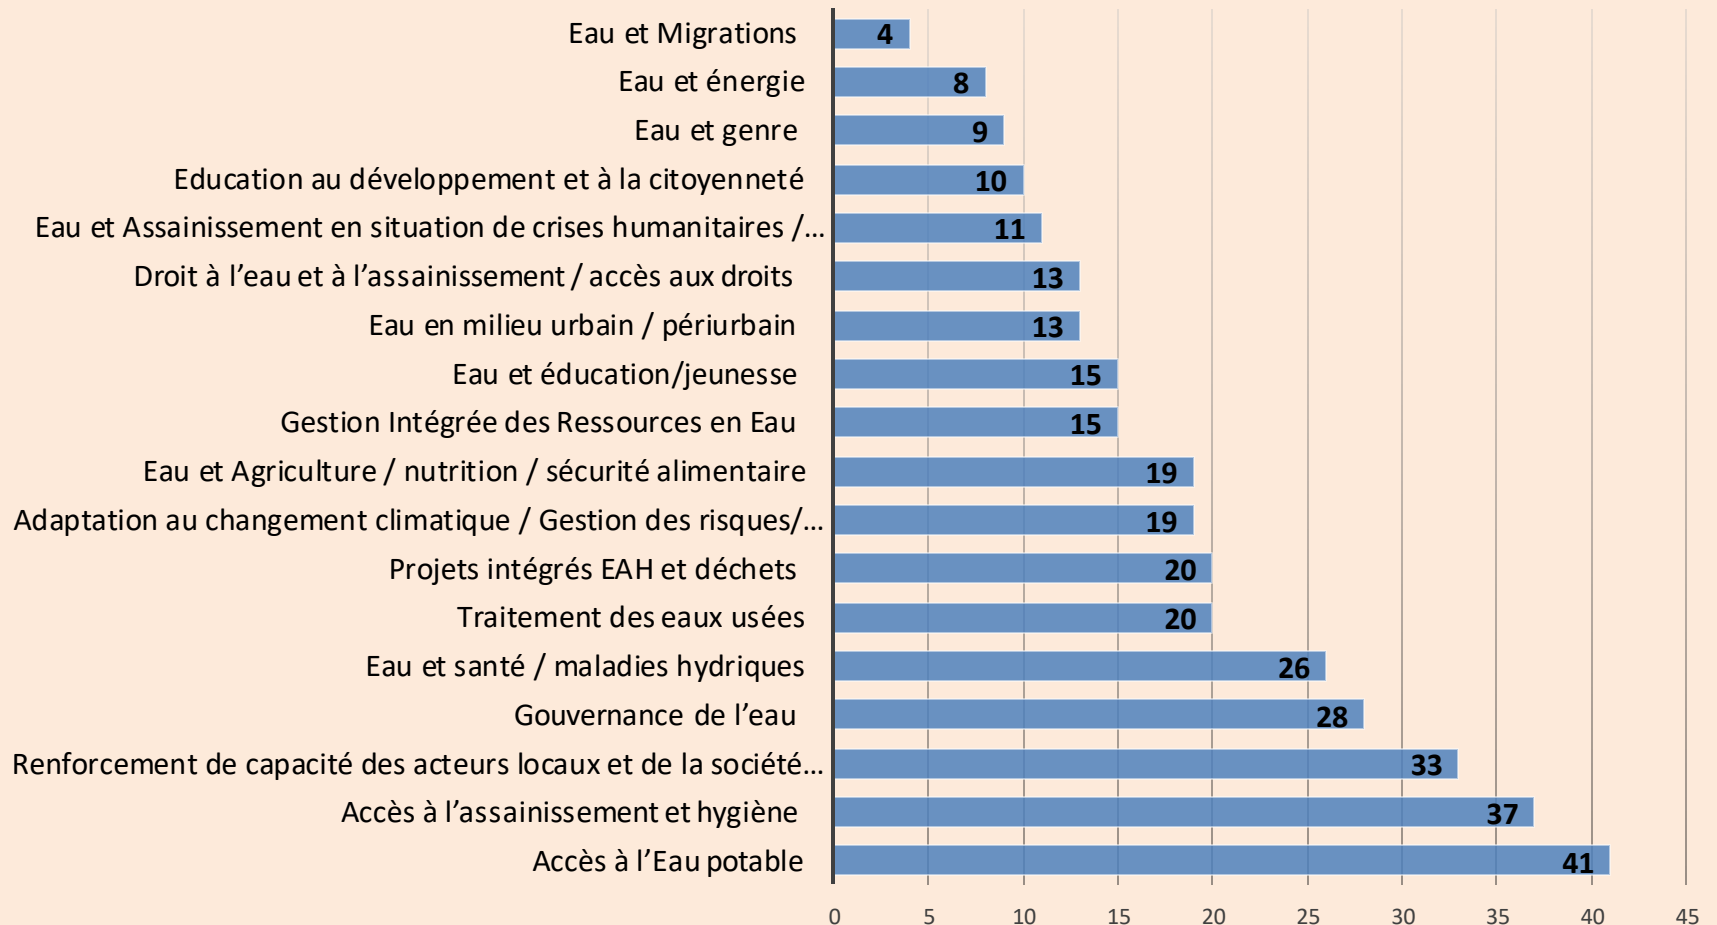 Eau et Migrations 4
Eau et énergie 8
Eau et genre 9
Education au développement et à la citoyenneté 10
Eau et Assainissement en situation de crises humanitaires /... 11
Droit à l’eau et à l’assainissement / accès aux droits 13
Eau en milieu urbain / périurbain 13
Eau et éducation/jeunesse 15
Gestion Intégrée des Ressources en Eau 15
Eau et Agriculture / nutrition / sécurité alimentaire 19
Adaptation au changement climatique / Gestion des risques/... 19
Projets intégrés EAH et déchets 20
Traitement des eaux usées 20
Eau et santé / maladies hydriques 26
Gouvernance de l’eau 28
Renforcement de capacité des acteurs locaux et de la société... 33
Accès à l’assainissement et hygiène 37
Accès à l’Eau potable 41
0 5 10 15 20 25 30 35 40 45